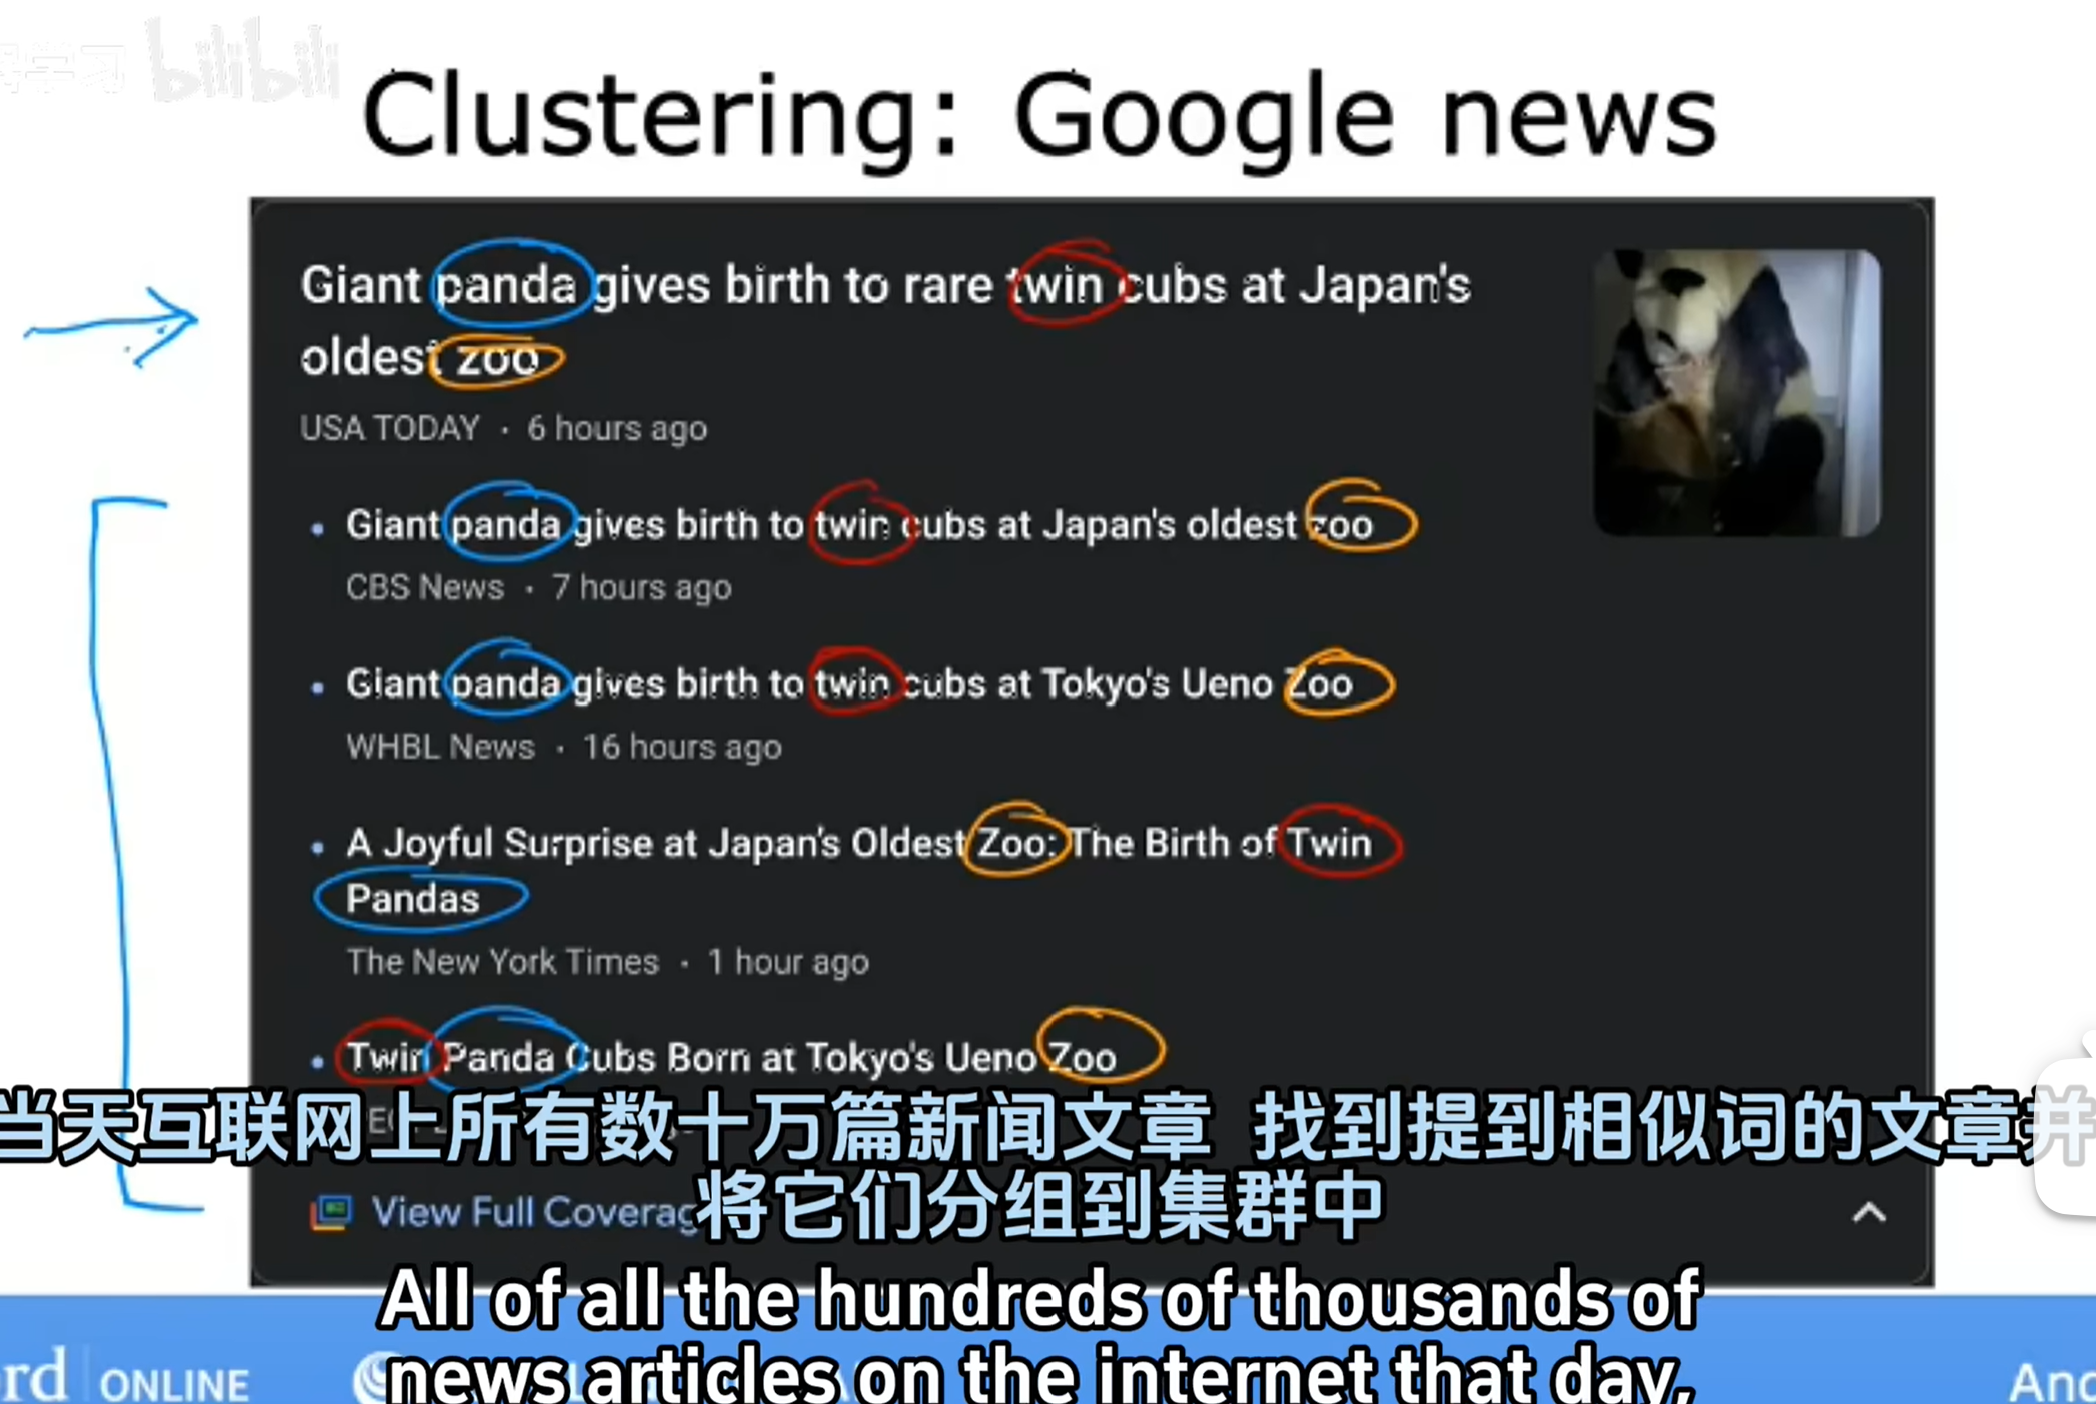 bilibili
Clustering: Google news
Giant panda gives birth to rare twin cubs at Japan's
oldest zoo
USA TODAY · 6 hours ago
• Giant panda gives birth to twin cubs at Japan's oldest zoo
CBS News · 7 hours ago
• Giant panda gives birth to twin cubs at Tokyo's Ueno Zoo
WHBL News · 16 hours ago
• A Joyful Surprise at Japan's Oldest Zoo: The Birth of Twin
Pandas
The New York Times · 1 hour ago
• Twin Panda Cubs Born at Tokyo's Ueno Zoo
当天互联网上所有数十万篇新闻文章 找到提到相似词的文章并
将它们分组到集群中
View Full Coverag
All of all the hundreds of thousands of
news articles on the internet that day,
ONLINE